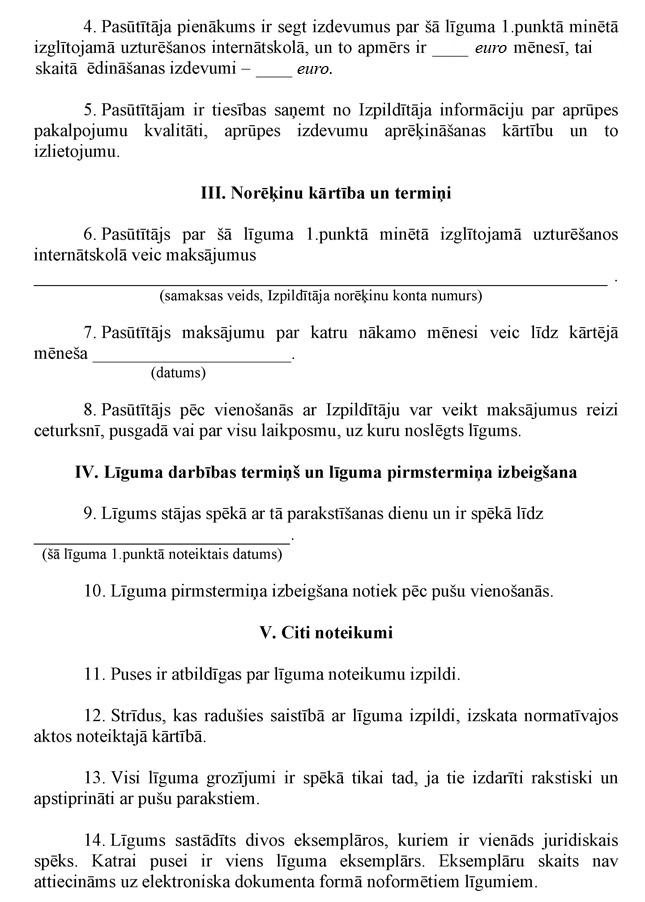 4. Pasūtītāja pienākums ir segt izdevumus par šā līguma 1.punktā minētā
izglītojamā uzturēšanos internātskolā, un to apmērs ir ____ euro mēnesī, tai
skaitā ēdināšanas izdevumi – ____ euro.
5. Pasūtītājam ir tiesības saņemt no Izpildītāja informāciju par aprūpes
pakalpojumu kvalitāti, aprūpes izdevumu aprēķināšanas kārtību un to
izlietojumu.
III. Norēķinu kārtība un termiņi
6. Pasūtītājs par šā līguma 1.punktā minētā izglītojamā uzturēšanos
internātskolā veic maksājumus
______________________________________________ .
(samaksas veids, Izpildītāja norēķinu konta numurs)
7. Pasūtītājs maksājumu par katru nākamo mēnesi veic līdz kārtējā
mēneša ______________________.
(datums)
8. Pasūtītājs pēc vienošanās ar Izpildītāju var veikt maksājumus reizi
ceturksnī, pusgadā vai par visu laikposmu, uz kuru noslēgts līgums.
IV. Līguma darbības termiņš un līguma pirmstermiņa izbeigšana
9. Līgums stājas spēkā ar tā parakstīšanas dienu un ir spēkā līdz
____________________________.
(šā līguma 1.punktā noteiktais datums)
10. Līguma pirmstermiņa izbeigšana notiek pēc pušu vienošanās.
V. Citi noteikumi
11. Puses ir atbildīgas par līguma noteikumu izpildi.
12. Strīdus, kas radušies saistībā ar līguma izpildi, izskata normatīvajos
aktos noteiktajā kārtībā.
13. Visi līguma grozījumi ir spēkā tikai tad, ja tie izdarīti rakstiski un
apstiprināti ar pušu parakstiem.
14. Līgums sastādīts divos eksemplāros, kuriem ir vienāds juridiskais
spēks. Katrai pusei ir viens līguma eksemplārs. Eksemplāru skaits nav
attiecināms uz elektroniska dokumenta formā noformētiem līgumiem.